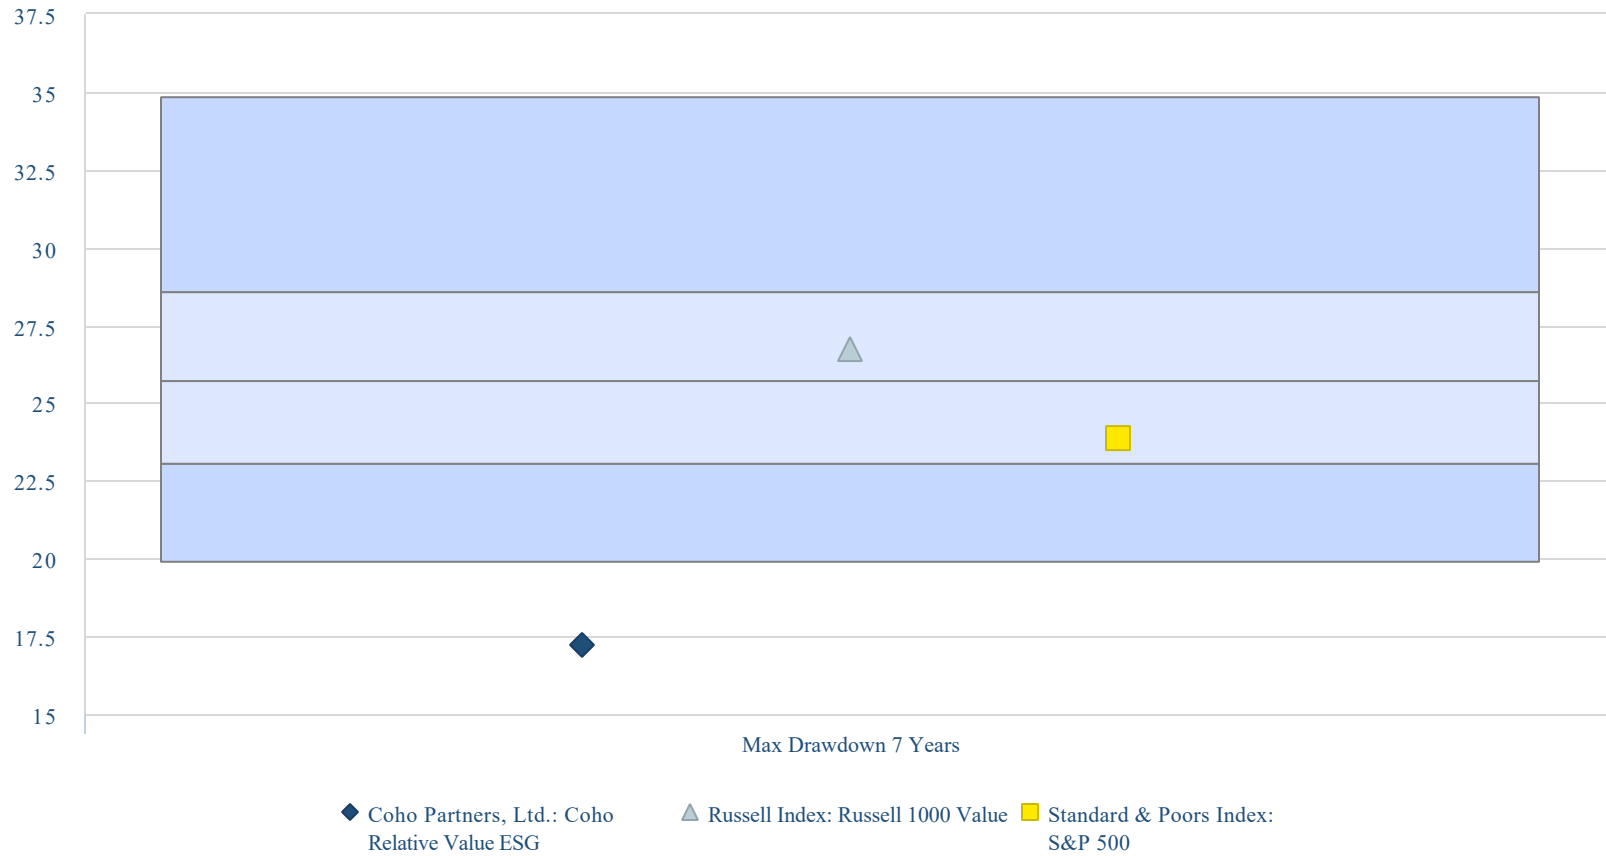 37.5
35
32.5
30
27.5
25
22.5
20
17.5
15
Max Drawdown 7 Years
Coho Partners, Ltd.: Coho
Relative Value ESG
Russell Index: Russell 1000 Value
Standard & Poors Index:
S&P 500